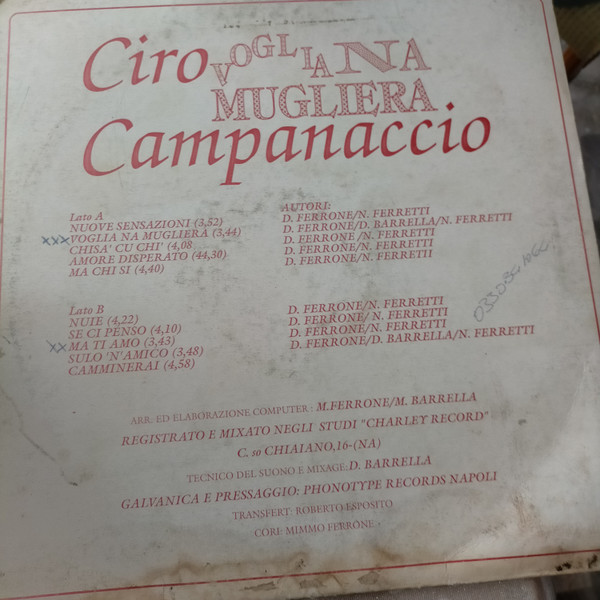 Ciro VOGLIA NA
MUGLIERA
Campanaccio
Lato A
NUOVE SENSAZIONI (3,52)
xxx VOGLIA NA MUGLIERA (3,44)
CHISA' CU CHI' (4,08
AMORE DISPERATO (44,30)
MA CHI SI (4,40)
AUTORI:
D. FERRONE/N. FERRETTI
D. FERRONE/D. BARRELLA/N. FERRETTI
D. FERRONE/N. FERRETTI
D. FERRONE/N. FERRETTI
D. FERRONE/N. FERRETTI
Lato B
NUIE (4,22)
SE CI PENSO (4,10)
xx MA TI AMO (3,43)
SULO 'N'AMICO (3,48)
CAMMINERAI (4,58)
D. FERRONE/N. FERRETTI
D. FERRONE/ N. FERRETTI
D. FERRONE/N. FERRETTI
D. FERRONE/D. BARRELLA/N. FERRETTI
ARR. ED ELABORAZIONE COMPUTER : M.FERRONE/M. BARRELLA
REGISTRATO E MIXATO NEGLI STUDI "CHARLEY RECORD"
C. so CHIAIANO,16-(NA)
TECNICO DEL SUONO E MIXAGE:D. BARRELLA
GALVANICA E PRESSAGGIO: PHONOTYPE RECORDS NAPOLI
TRANSFERT: ROBERTO ESPOSITO
CORI: MIMMO FERRONE